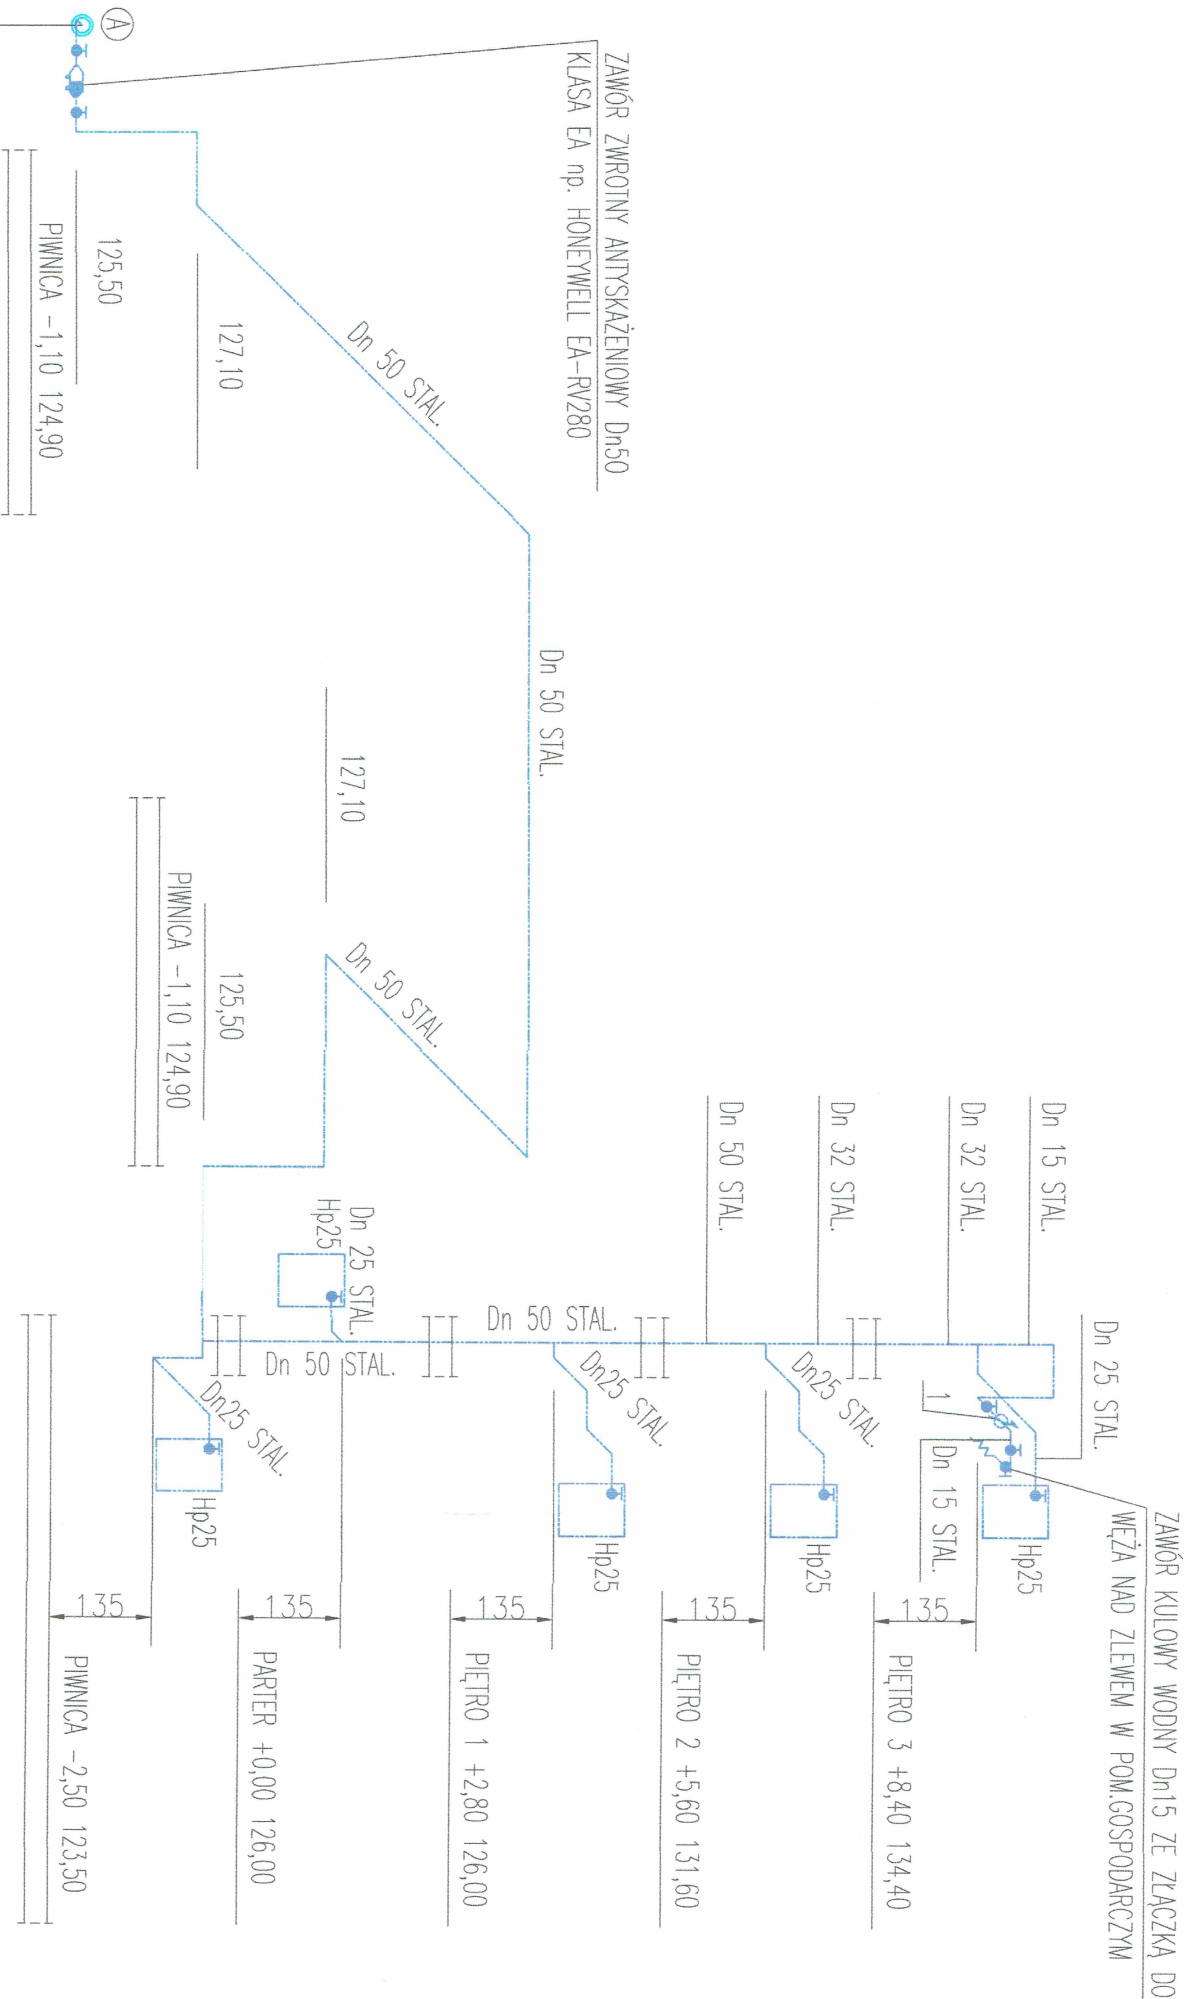 ZAWÓR KULOWY WODNY Dn15 ZE ZŁĄCZKĄ DO
WĘŻA NAD ZLEWEM W POM.GOSPODARCZYM
Dn 25 STAL.
Dn 15 STAL.
Dn 32 STAL.
Dn 32 STAL.
Dn 50 STAL.
1
Dn 15 STAL.
Hp25
135
PIĘTRO 3 +8,40 134,40
Dn25 STAL.
Hp25
135
PIĘTRO 2 +5,60 131,60
Dn 50 STAL.
Dn25 STAL.
Hp25
135
PIĘTRO 1 +2,80 126,00
Dn 25 STAL.
Hp25
Dn 50 STAL.
135
PARTER +0,00 126,00
Dn25 STAL.
Hp25
135
PIWNICA -2,50 123,50
ZAWÓR ZWROTNY ANTYSKAŻENIOWY Dn50
KLASA EA np. HONEYWELL EA-RV280
Dn 50 STAL.
Dn 50 STAL.
Dn 50 STAL.
127,10
127,10
125,50
PIWNICA -1,10 124,90
125,50
PIWNICA -1,10 124,90
A